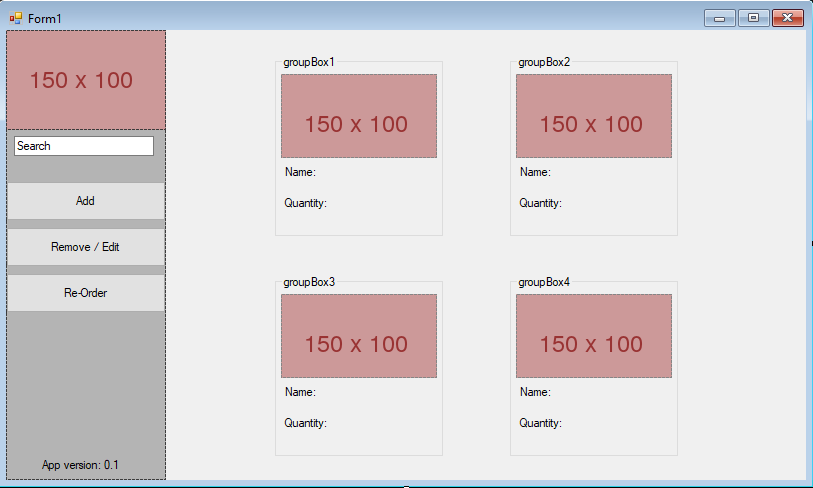 Form1
150 x 100
Search
Add
Remove / Edit
Re-Order
App version: 0.1
groupBox1
150 x 100
Name:
Quantity:
groupBox2
150 x 100
Name:
Quantity:
groupBox3
150 x 100
Name:
Quantity:
groupBox4
150 x 100
Name:
Quantity: